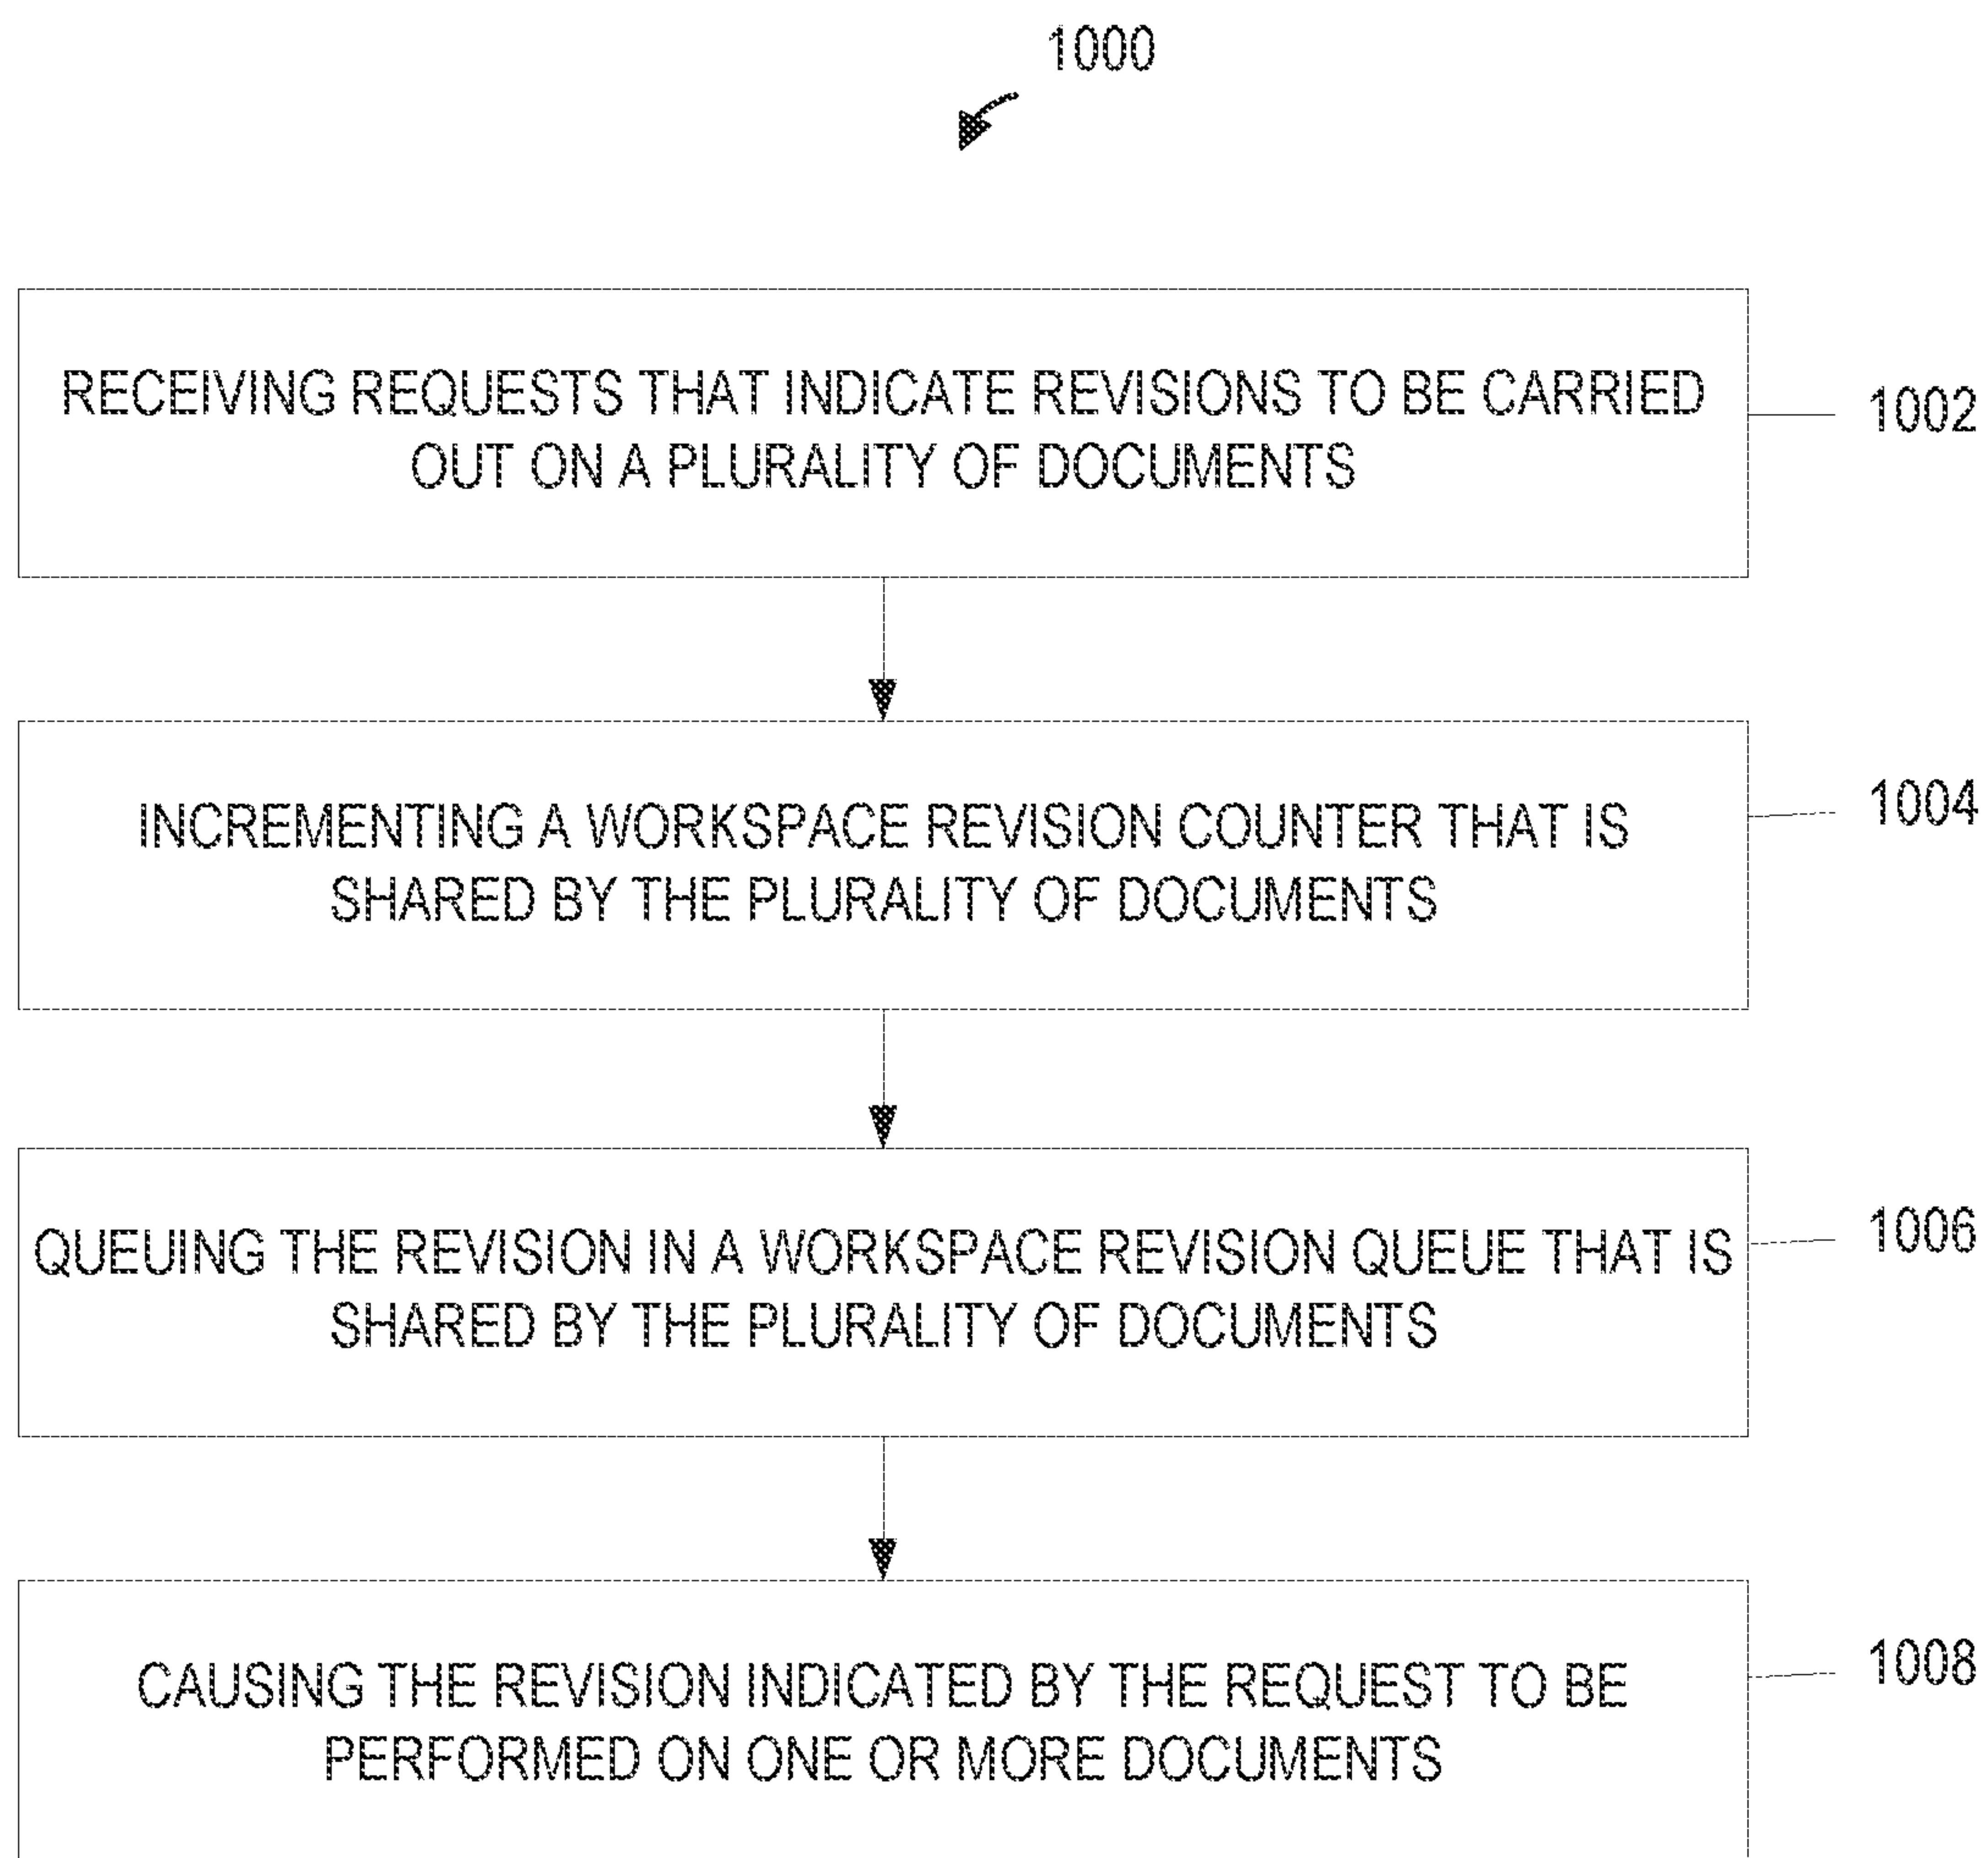 1000
RECEIVING REQUESTS THAT INDICATE REVISIONS TO BE CARRIED
OUT ON A PLURALITY OF DOCUMENTS
1002
INCREMENTING A WORKSPACE REVISION COUNTER THAT IS
SHARED BY THE PLURALITY OF DOCUMENTS
1004
QUEUING THE REVISION IN A WORKSPACE REVISION QUEUE THAT IS
SHARED BY THE PLURALITY OF DOCUMENTS
1006
CAUSING THE REVISION INDICATED BY THE REQUEST TO BE
PERFORMED ON ONE OR MORE DOCUMENTS
1008